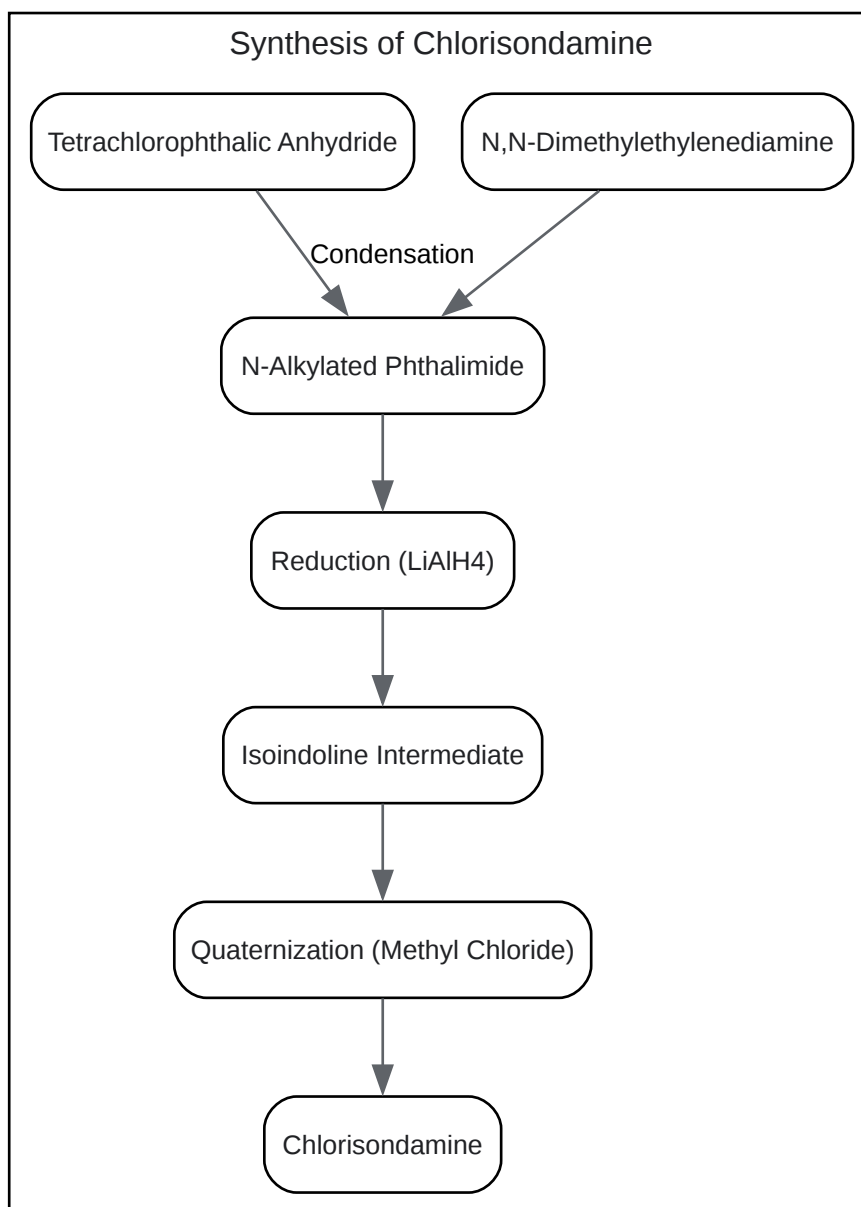 Synthesis of Chlorisondamine
Tetrachlorophthalic Anhydride
N,N-Dimethylethylenediamine
Condensation
N-Alkylated Phthalimide
Reduction (LiAlH4)
Isoindoline Intermediate
Quaternization (Methyl Chloride)
Chlorisondamine